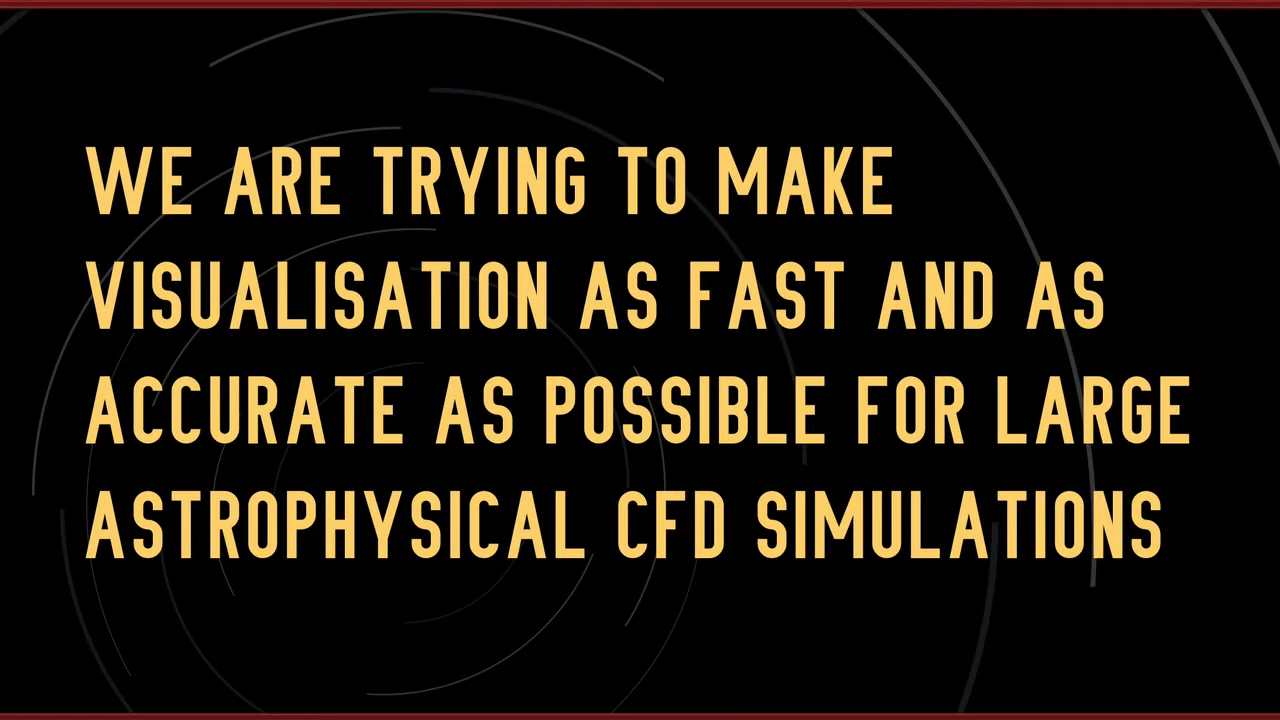 WE ARE TRYING TO MAKE
VISUALISATION AS FAST AND AS
ACCURATE AS POSSIBLE FOR LARGE
ASTROPHYSICAL CFD SIMULATIONS